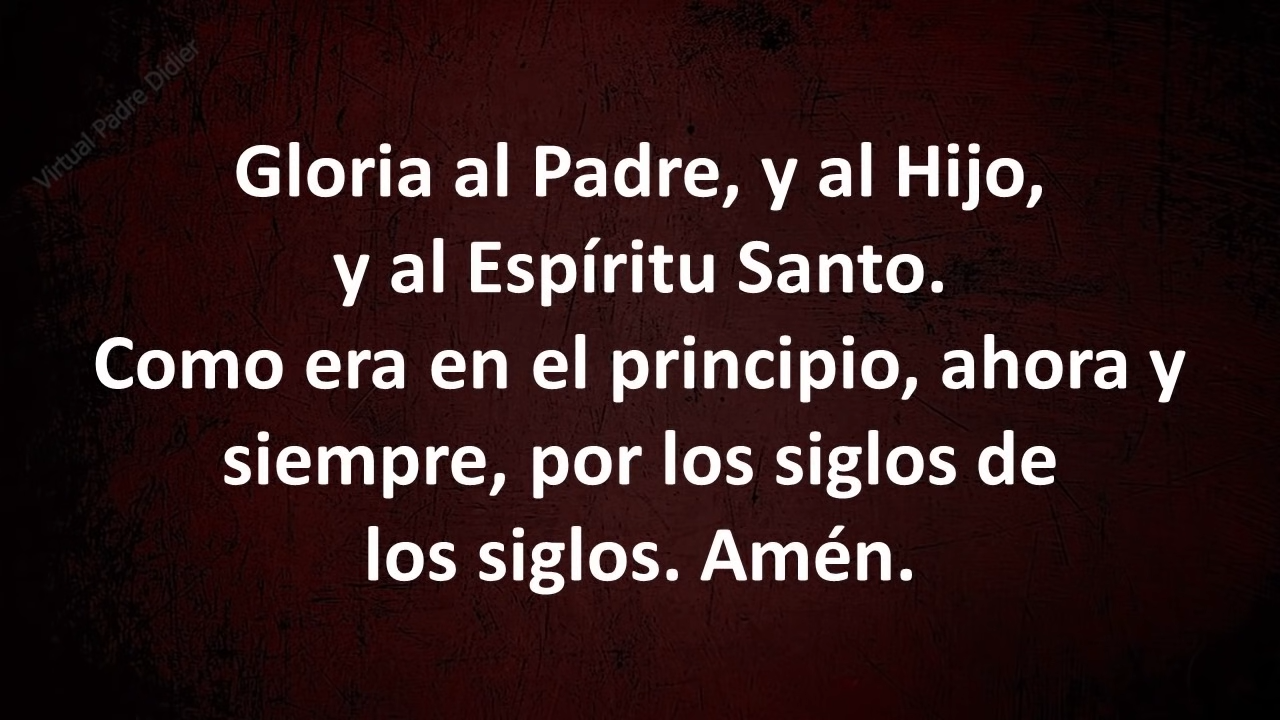 Virtual Padre Didier
Gloria al Padre, y al Hijo,
y al Espíritu Santo.
Como era en el principio, ahora y
siempre, por los siglos de
los siglos. Amén.